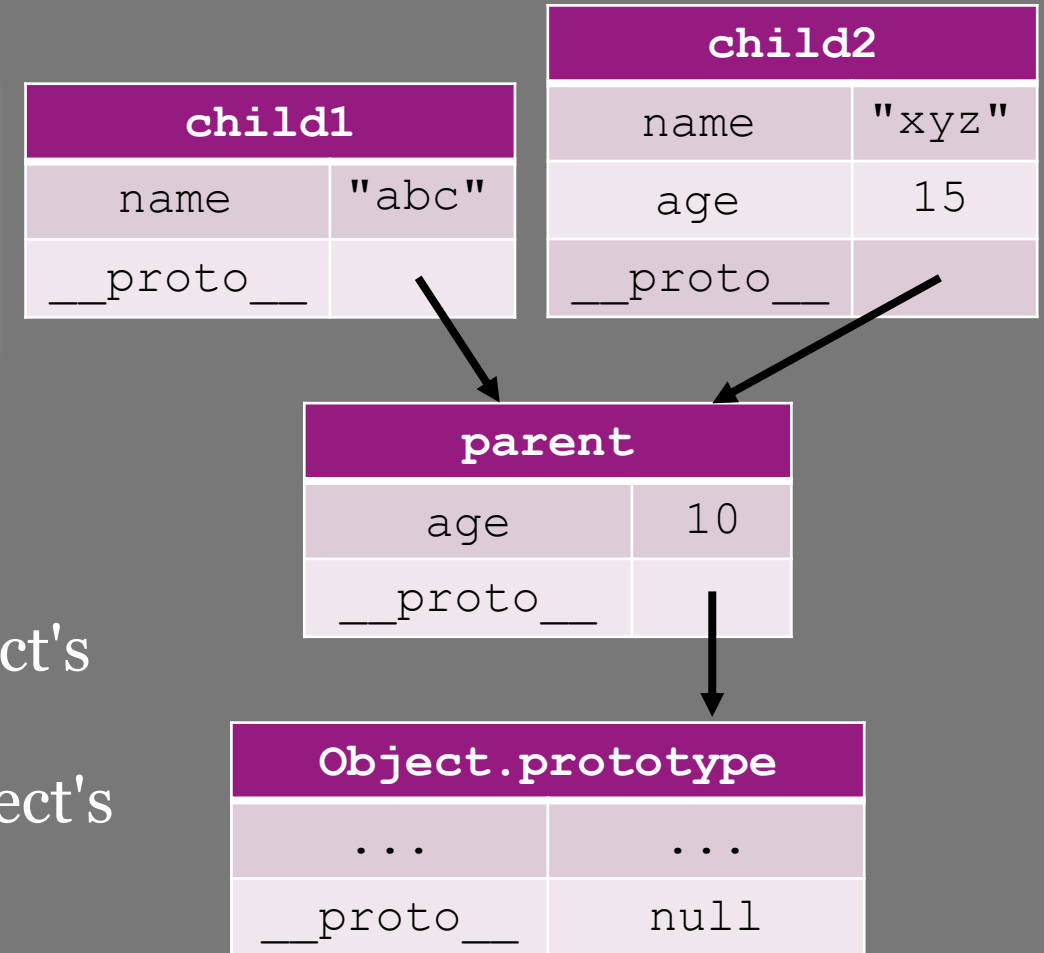 child1
name "abc"
__proto__
child2
name "xyz"
age 15
__proto__
parent
age 10
__proto__
ct's
ect's
Object.prototype
... ...
__proto__ null